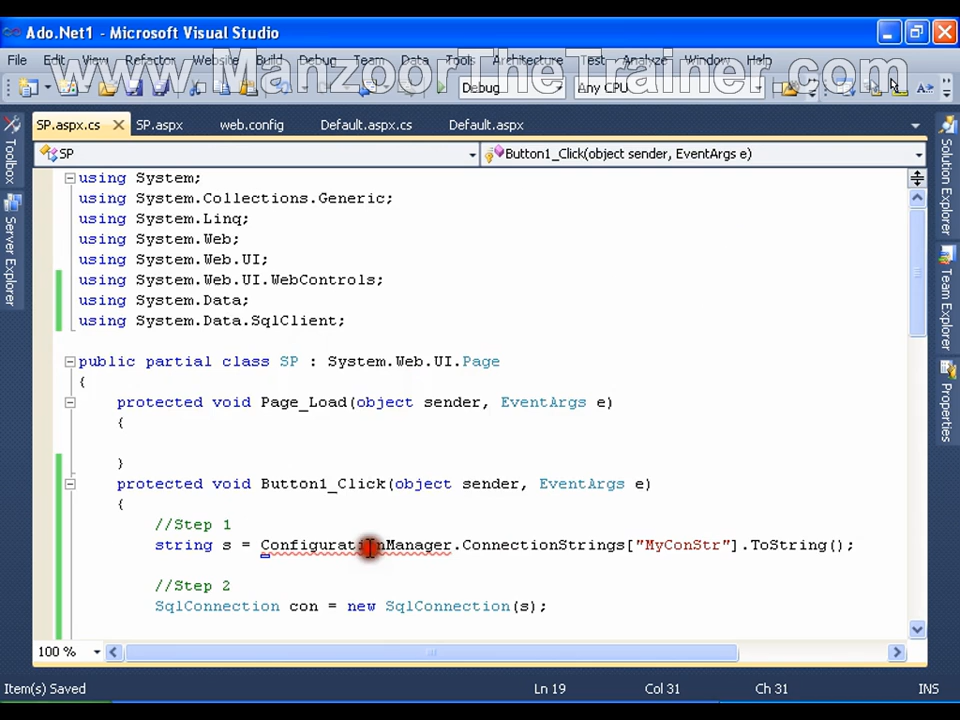 Ado.Net1 - Microsoft Visual Studio
File Edit View Refactor Website Build Debug Team Data Tools Architecture Test Analyze Window Help
www.ManzoorTheTrainer.com
Debug Any CPU
SP.aspx.cs SP.aspx web.config Default.aspx.cs Default.aspx
SP Button1_Click(object sender, EventArgs e)
Toolbox
Server Explorer
Solution Explorer
Team Explorer
Properties
using System;
using System.Collections.Generic;
using System.Linq;
using System.Web;
using System.Web.UI;
using System.Web.UI.WebControls;
using System.Data;
using System.Data.SqlClient;
public partial class SP : System.Web.UI.Page
{
protected void Page_Load(object sender, EventArgs e)
{
}
protected void Button1_Click(object sender, EventArgs e)
{
//Step 1
string s = ConfigurationManager.ConnectionStrings["MyConStr"].ToString();
//Step 2
SqlConnection con = new SqlConnection(s);
100 %
Item(s) Saved Ln 19 Col 31 Ch 31 INS